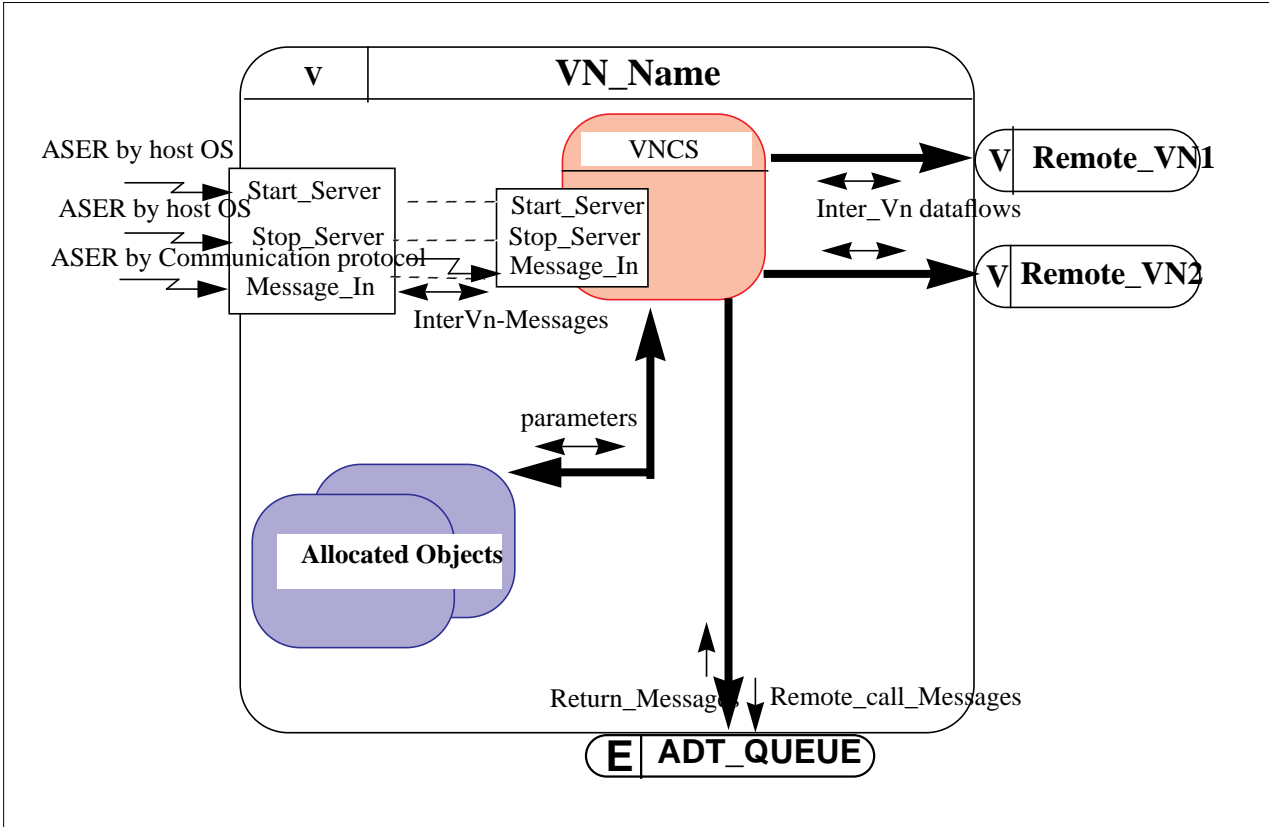 V
VN_Name
ASER by host OS
VNCS
V
Remote_VN1
Start_Server
ASER by host OS
Start_Server
Inter_Vn dataflows
Stop_Server
Stop_Server
ASER by Communication protocol
Message_In
Message_In
V
Remote_VN2
InterVn-Messages
parameters
Allocated Objects
Return_Messages
Remote_call_Messages
E
ADT_QUEUE